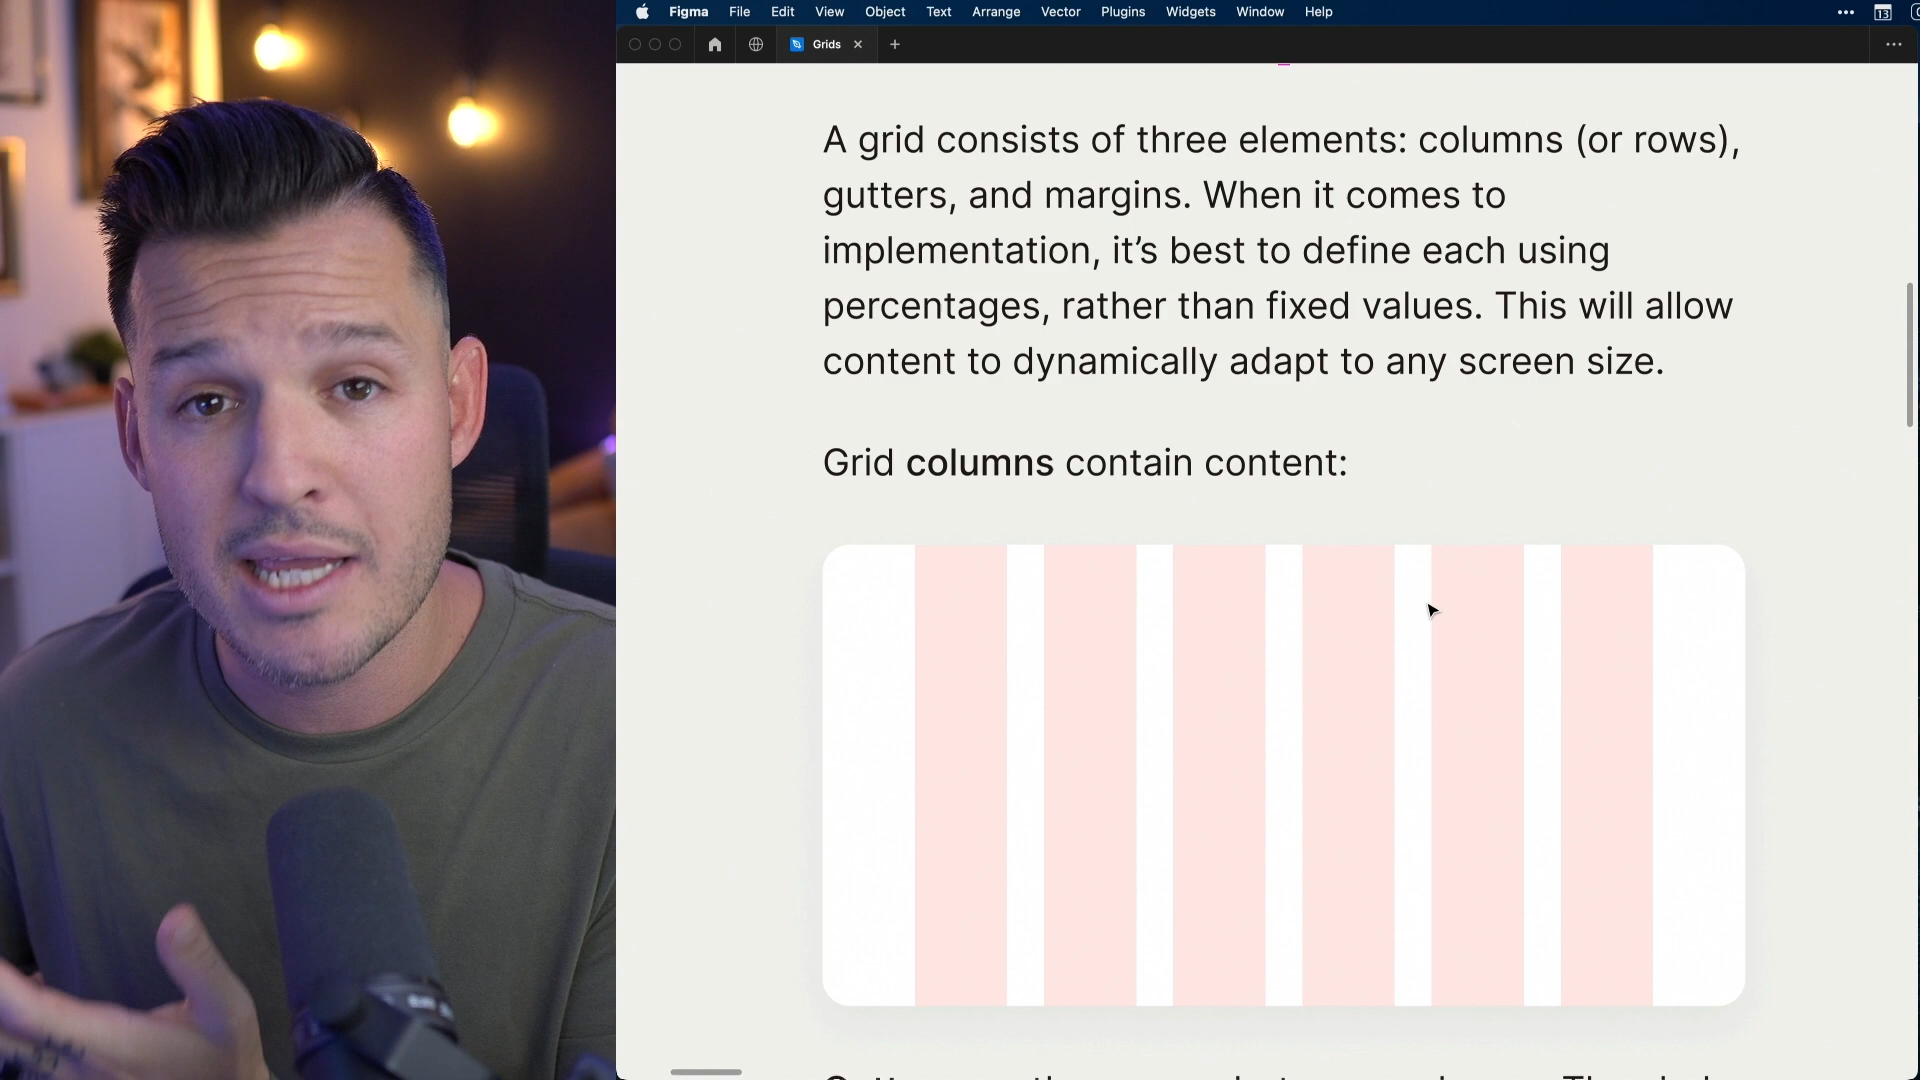 Figma File Edit View Object Text Arrange Vector Plugins Widgets Window Help
13
Grids
A grid consists of three elements: columns (or rows),
gutters, and margins. When it comes to
implementation, it’s best to define each using
percentages, rather than fixed values. This will allow
content to dynamically adapt to any screen size.
Grid columns contain content: